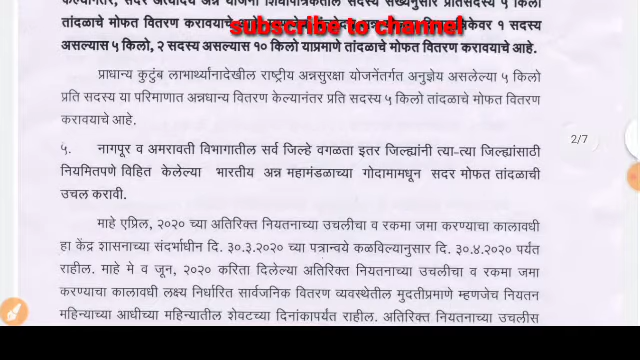 केल्यानंतर, सदर अंत्योदय अन्न योजना शिधापत्रिकेतील सदस्य संख्येनुसार प्रतिसदस्य ५ किलो
तांदळाचे मोफत वितरण करावयाचे आहे
subscribe to channel
१ सदस्य
असल्यास ५ किलो, २ सदस्य असल्यास १० किलो याप्रमाणे तांदळाचे मोफत वितरण करावयाचे आहे.
प्राधान्य कुटुंब लाभार्थ्यांनादेखील राष्ट्रीय अन्नसुरक्षा योजनेंतर्गत अनुज्ञेय असलेल्या ५ किलो
प्रति सदस्य या परिमाणात अन्नधान्य वितरण केल्यानंतर प्रति सदस्य ५ किलो तांदळाचे मोफत वितरण
करावयाचे आहे.
2/7
५. नागपूर व अमरावती विभागातील सर्व जिल्हे वगळता इतर जिल्ह्यांनी त्या-त्या जिल्ह्यांसाठी
नियमितपणे विहित केलेल्या भारतीय अन्न महामंडळाच्या गोदामामधून सदर मोफत तांदळाची
उचल करावी.
माहे एप्रिल, २०२० च्या अतिरिक्त नियतनाच्या उचलीचा व रकमा जमा करण्याचा कालावधी
हा केंद्र शासनाच्या संदर्भाधीन दि. ३०.३.२०२० च्या पत्रान्वये कळविल्यानुसार दि. ३०.४.२०२० पर्यंत
राहील. माहे मे व जून, २०२० करिता दिलेल्या अतिरिक्त नियतनाच्या उचलीचा व रकमा जमा
करण्याचा कालावधी लक्ष्य निर्धारित सार्वजनिक वितरण व्यवस्थेतील मुदतीप्रमाणे म्हणजेच नियतन
महिन्याच्या आधीच्या महिन्यातील शेवटच्या दिनांकापर्यंत राहील. अतिरिक्त नियतनाच्या उचलीस